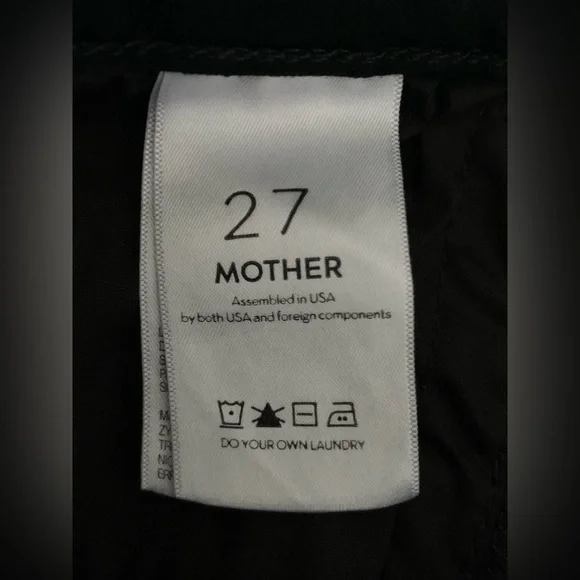 27
MOTHER
Assembled in USA
by both USA and foreign components
DO YOUR OWN LAUNDRY